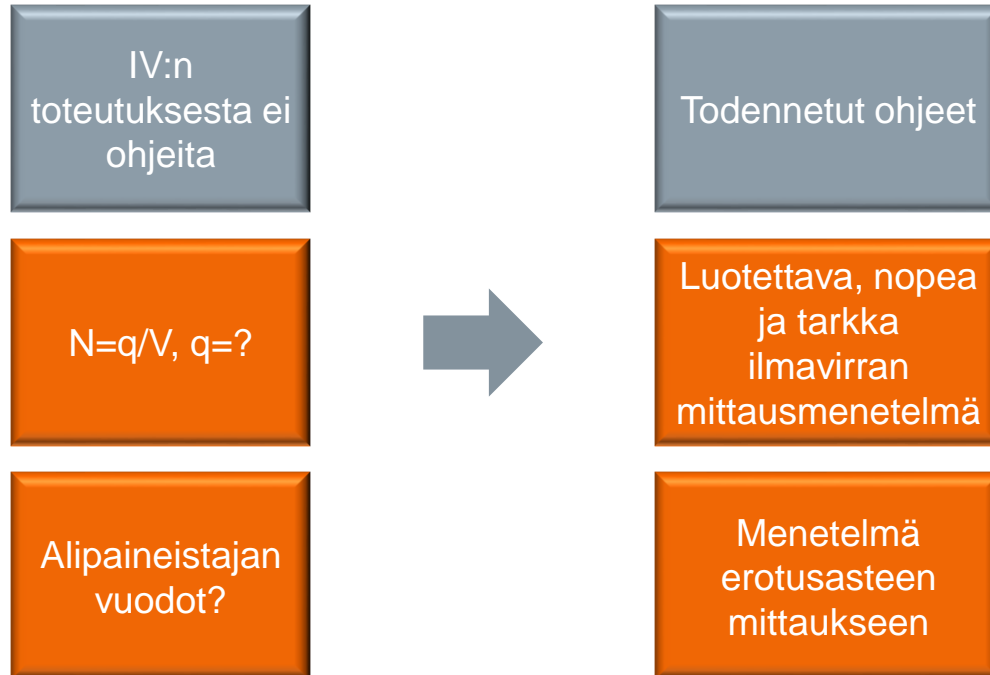 IV:n
toteutuksesta ei
ohjeita
Todennetut ohjeet
N=q/V, q=?
Luotettava, nopea
ja tarkka
ilmavirran
mittausmenetelmä
Alipaineistajan
vuodot?
Menetelmä
erotusasteen
mittaukseen